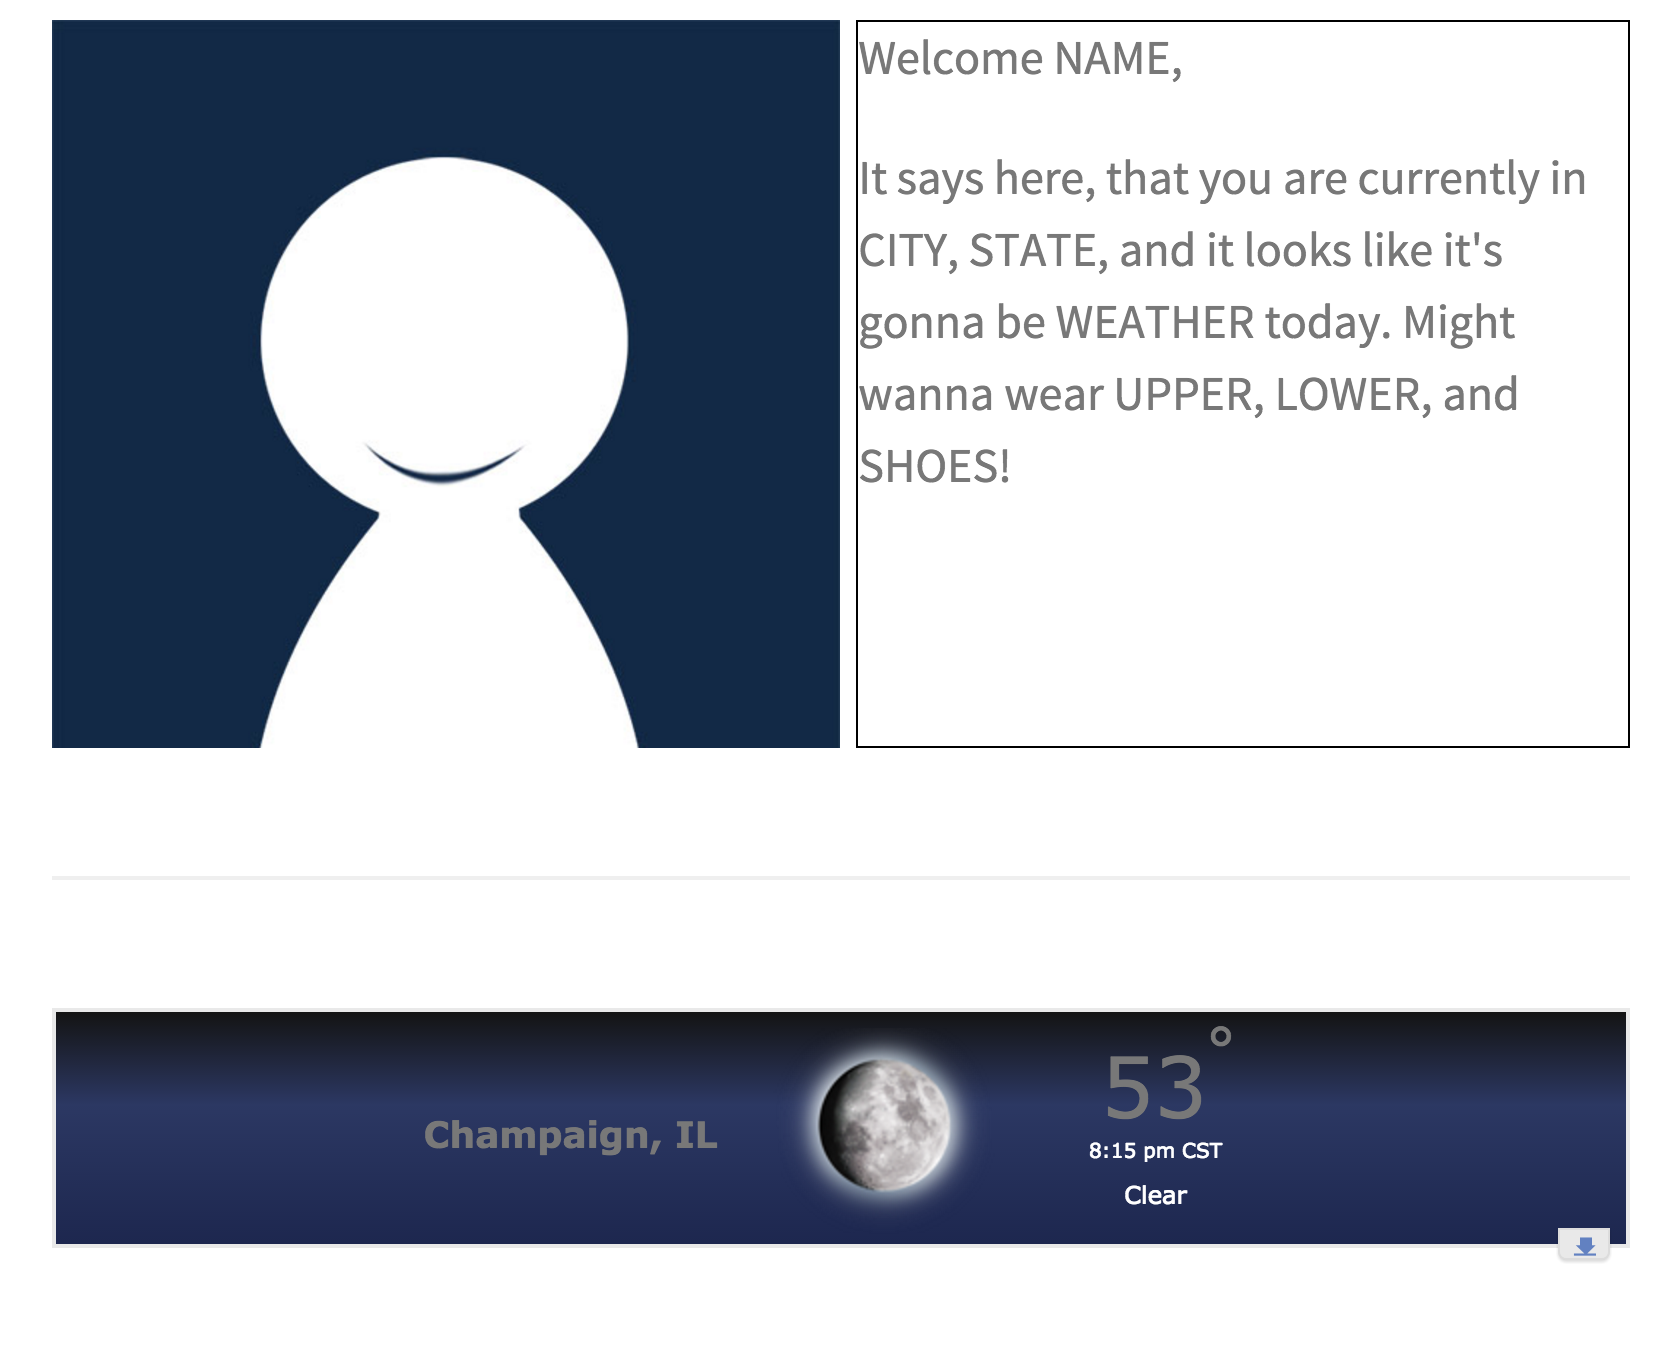 Welcome NAME,
It says here, that you are currently in
CITY, STATE, and it looks like it's
gonna be WEATHER today. Might
wanna wear UPPER, LOWER, and
SHOES!
Champaign, IL
53°
8:15 pm CST
Clear